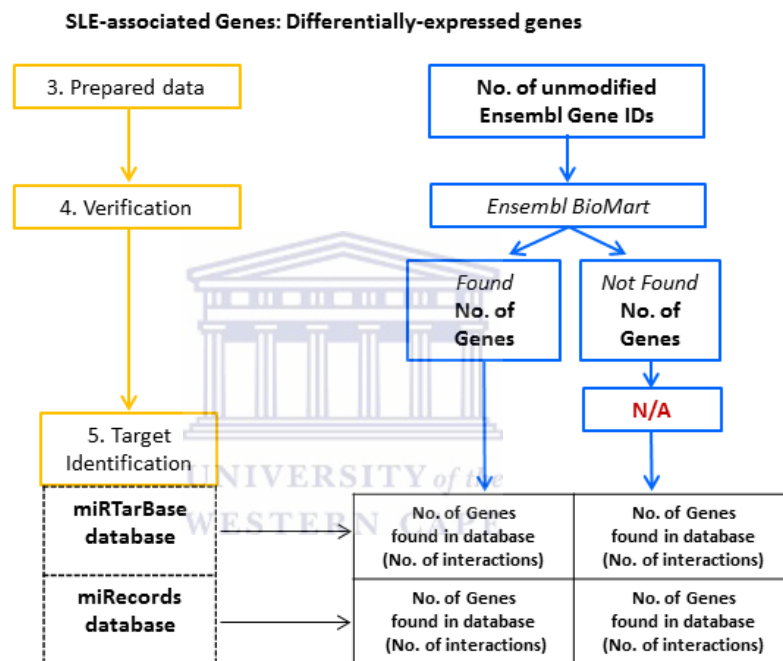 SLE-associated Genes: Differentially-expressed genes
3. Prepared data
No. of unmodified
Ensembl Gene IDs
4. Verification
Ensembl BioMart
Found
No. of
Genes
Not Found
No. of
Genes
N/A
5. Target
Identification
UNIVERSITY of the
WESTERN CAPE
miRTarBase
database
No. of Genes
found in database
(No. of interactions)
No. of Genes
found in database
(No. of interactions)
miRecords
database
No. of Genes
found in database
(No. of interactions)
No. of Genes
found in database
(No. of interactions)